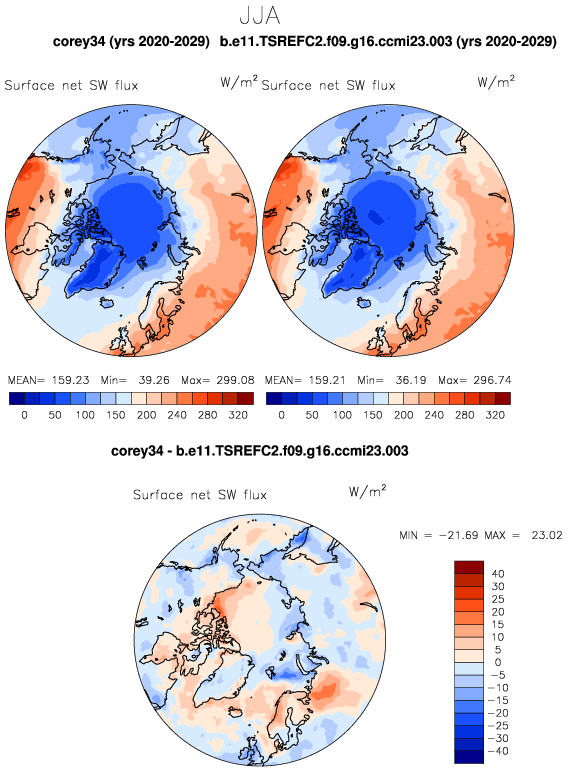 JJA
corey34 (yrs 2020-2029) b.e11.TSREFC2.f09.g16.ccmi23.003 (yrs 2020-2029)
Surface net SW flux W/m² Surface net SW flux W/m²
MEAN= 159.23 Min= 39.26 Max= 299.08 MEAN= 159.21 Min= 36.19 Max= 296.74
0 50 100 150 200 240 280 320 0 50 100 150 200 240 280 320
corey34 - b.e11.TSREFC2.f09.g16.ccmi23.003
Surface net SW flux W/m²
MIN = −21.69 MAX = 23.02
40
30
25
20
15
10
5
0
−5
−10
−15
−20
−25
−30
−40